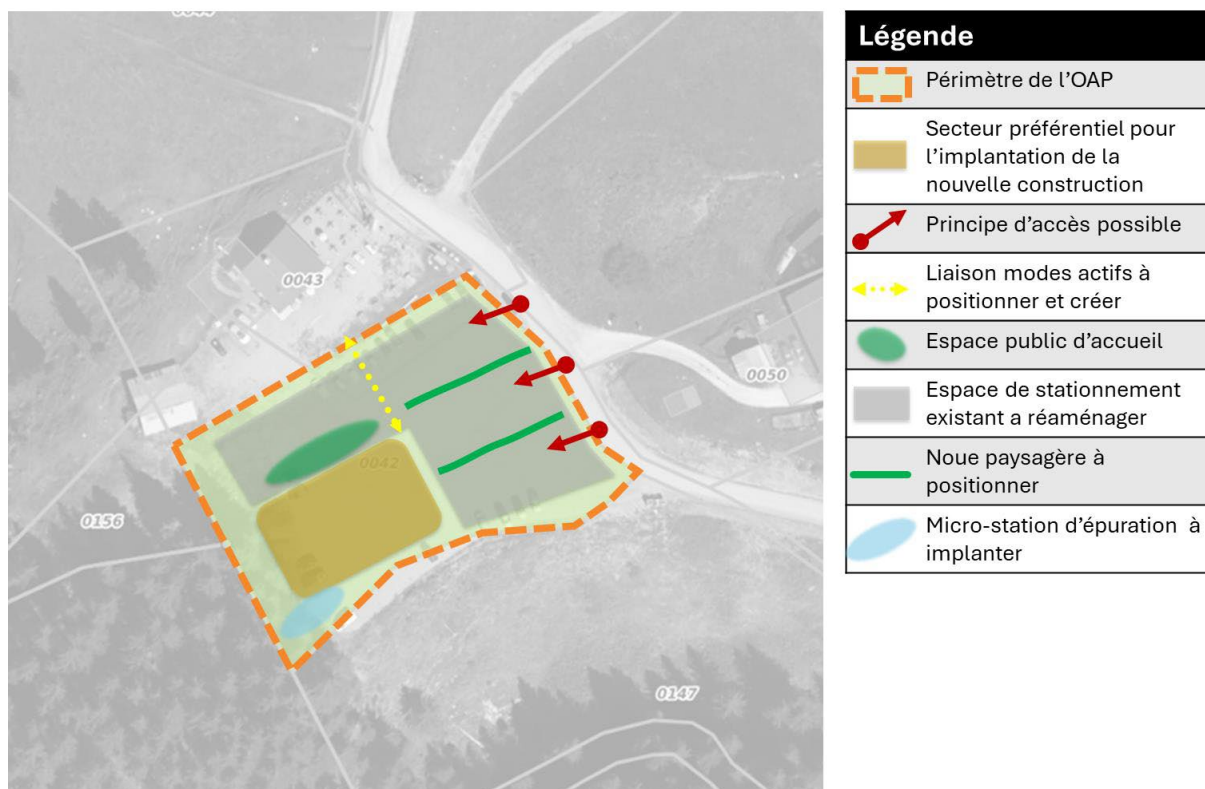 0043
0050
0042
0156
0147
Légende
Périmètre de l'OAP
Secteur préférentiel pour
l'implantation de la
nouvelle construction
Principe d'accès possible
Liaison modes actifs à
positionner et créer
Espace public d'accueil
Espace de stationnement
existant a réaménager
Noue paysagère à
positionner
Micro-station d'épuration à
implanter